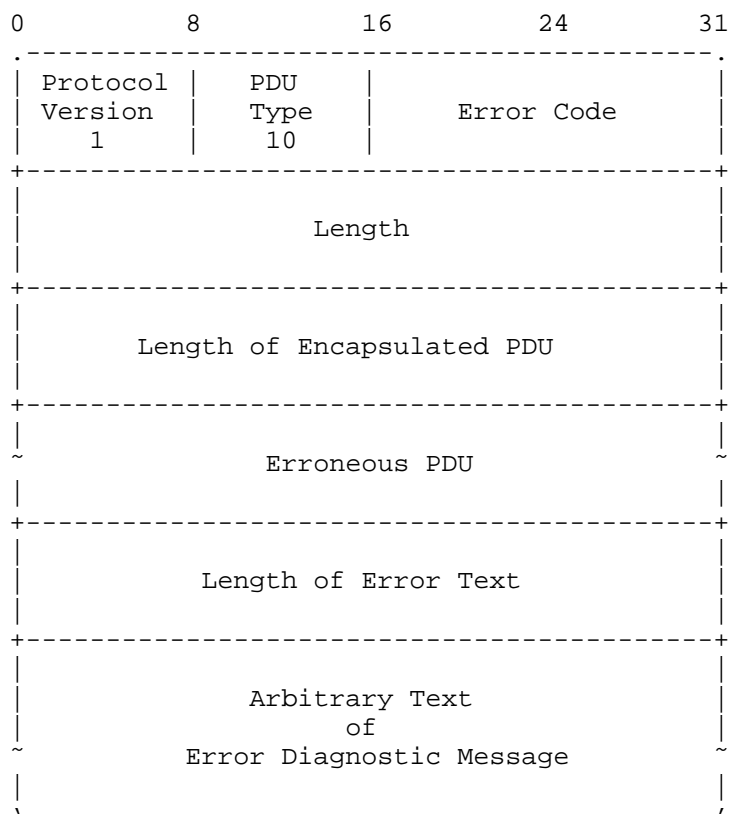 0 8 16 24 31
.-------------------------------------------.
| Protocol | PDU | |
| Version | Type | Error Code |
| 1 | 10 | |
+-------------------------------------------+
| |
| Length |
| |
+-------------------------------------------+
| |
| Length of Encapsulated PDU |
| |
+-------------------------------------------+
| |
~ Erroneous PDU ~
| |
+-------------------------------------------+
| |
| Length of Error Text |
| |
+-------------------------------------------+
| |
| Arbitrary Text |
| of |
~ Error Diagnostic Message ~
| |